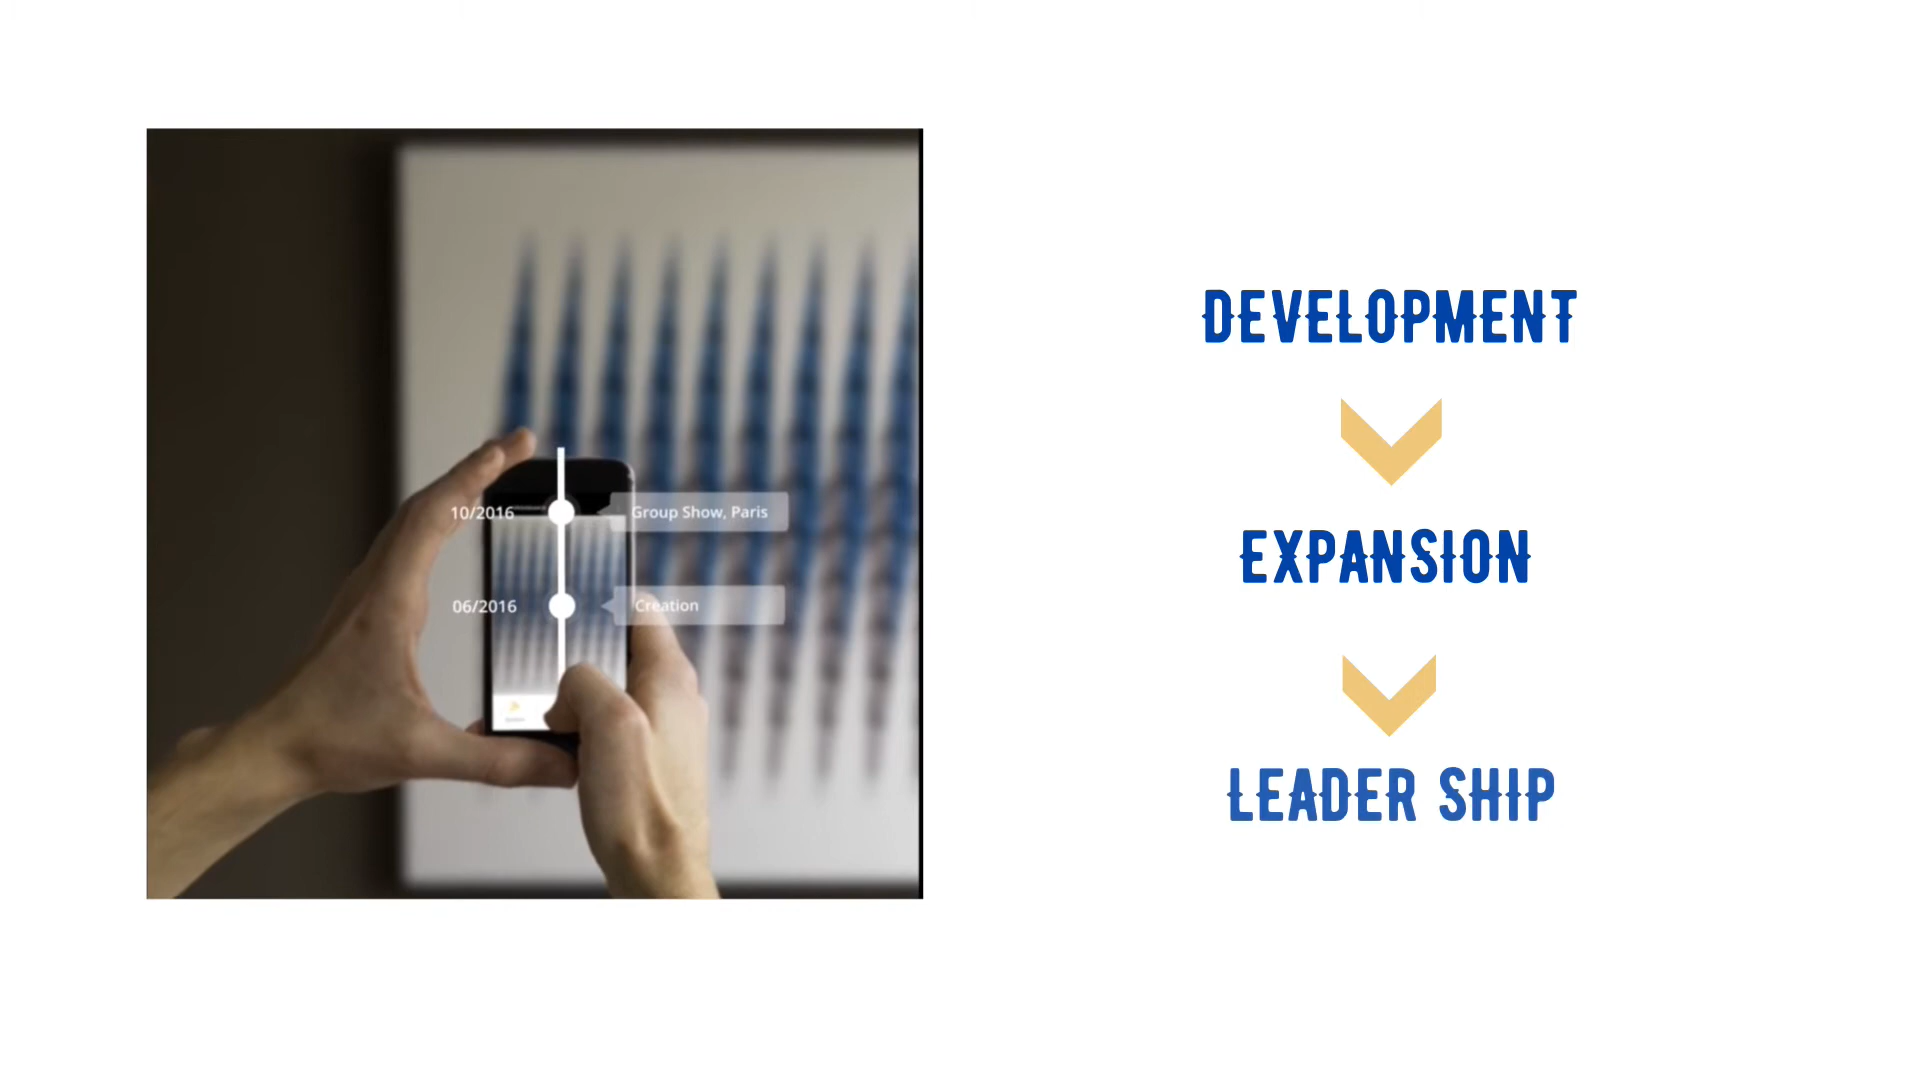 10/2016
Group Show, Paris
06/2016
Creation
DEVELOPMENT
EXPANSION
LEADER SHIP